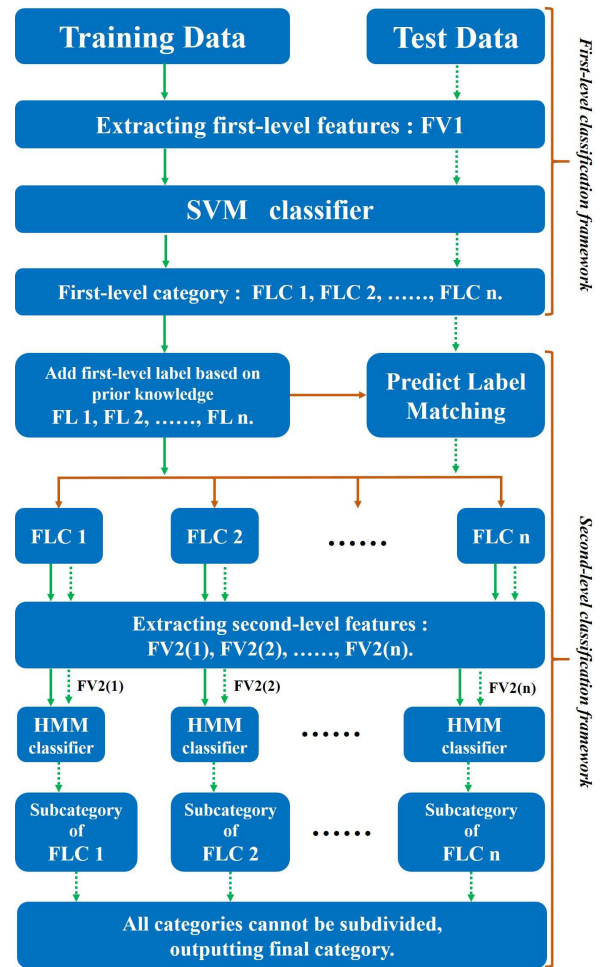 Training Data
Test Data
Extracting first-level features : FV1
SVM classifier
First-level category : FLC 1, FLC 2, ……, FLC n.
First-level classification framework
Add first-level label based on
prior knowledge
FL 1, FL 2, ……, FL n.
Predict Label
Matching
FLC 1
FLC 2
……
FLC n
Extracting second-level features :
FV2(1), FV2(2), ……, FV2(n).
FV2(1)
FV2(2)
FV2(n)
HMM
classifier
HMM
classifier
……
HMM
classifier
Subcategory
of
FLC 1
Subcategory
of
FLC 2
……
Subcategory
of
FLC n
All categories cannot be subdivided,
outputting final category.
Second-level classification framework